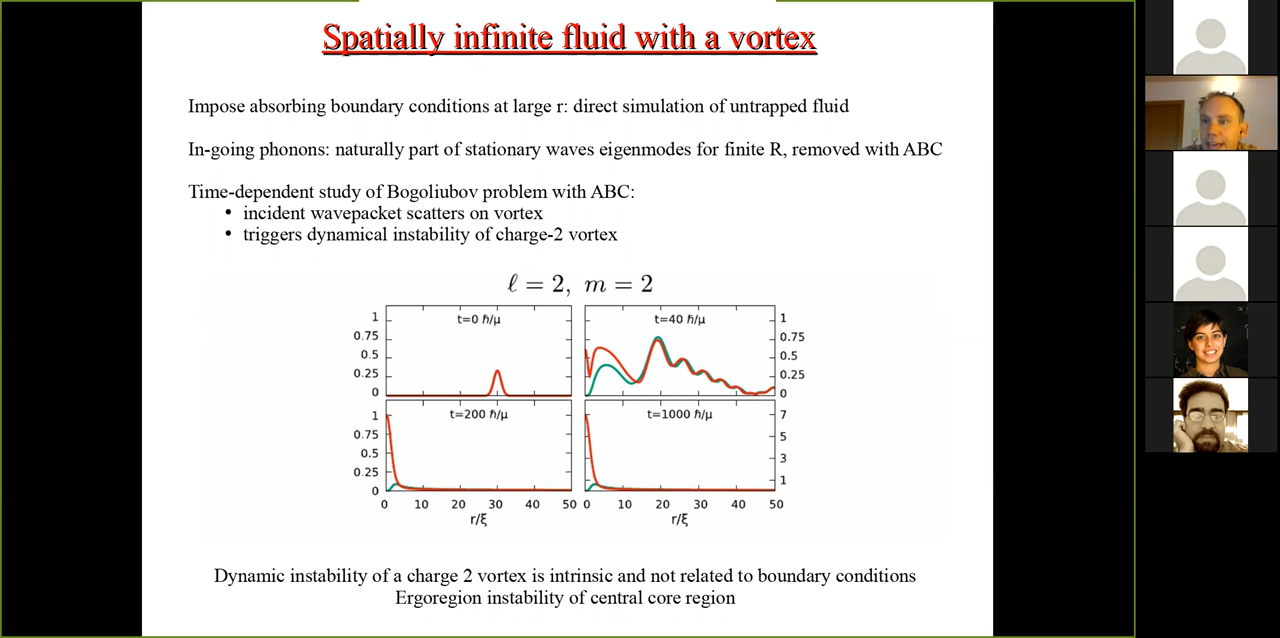 Spatially infinite fluid with a vortex
Impose absorbing boundary conditions at large r: direct simulation of untrapped fluid
In-going phonons: naturally part of stationary waves eigenmodes for finite R, removed with ABC
Time-dependent study of Bogoliubov problem with ABC:
• incident wavepacket scatters on vortex
• triggers dynamical instability of charge-2 vortex
ℓ = 2, m = 2
t=0 ℏ/μ
1
0.75
0.5
0.25
0
t=40 ℏ/μ
1
0.75
0.5
0.25
0
t=200 ℏ/μ
1
0.75
0.5
0.25
0
t=1000 ℏ/μ
7
5
3
1
0 10 20 30 40 50
0 10 20 30 40 50
r/ξ
r/ξ
Dynamic instability of a charge 2 vortex is intrinsic and not related to boundary conditions
Ergoregion instability of central core region